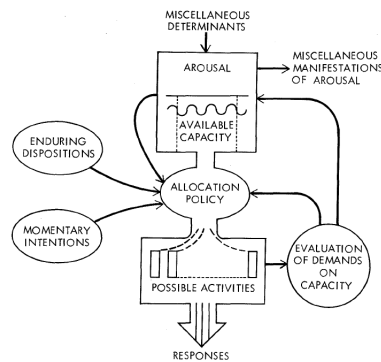 MISCELLANEOUS
DETERMINANTS
AROUSAL
MISCELLANEOUS
MANIFESTATIONS
OF AROUSAL
AVAILABLE
CAPACITY
ENDURING
DISPOSITIONS
ALLOCATION
POLICY
MOMENTARY
INTENTIONS
EVALUATION
OF DEMANDS
ON
CAPACITY
POSSIBLE ACTIVITIES
RESPONSES